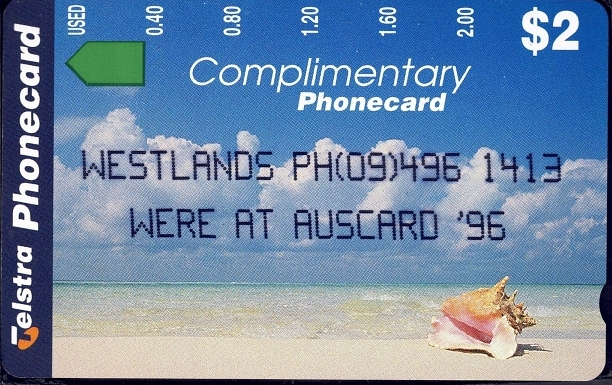 USED 0.40 0.80 1.20 1.60 2.00
$2
Complimentary
Phonecard
WESTLANDS PH(09)496 1413
WERE AT AUSCARD '96
Telstra Phonecard